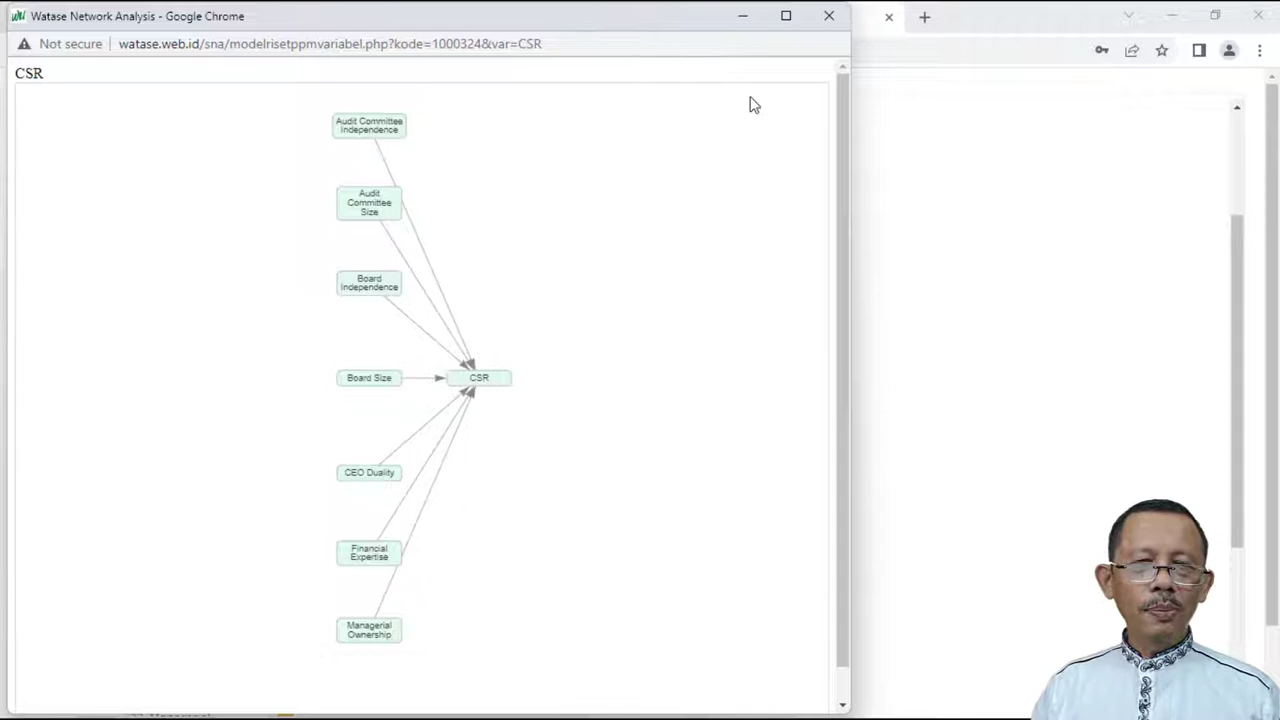 Watase Network Analysis - Google Chrome
Not secure
watase.web.id/sna/modelrisetppmvariabel.php?kode=1000324&var=CSR
CSR
Audit Committee
Independence
Audit
Committee
Size
Board
Independence
Board Size
CSR
CEO Duality
Financial
Expertise
Managerial
Ownership